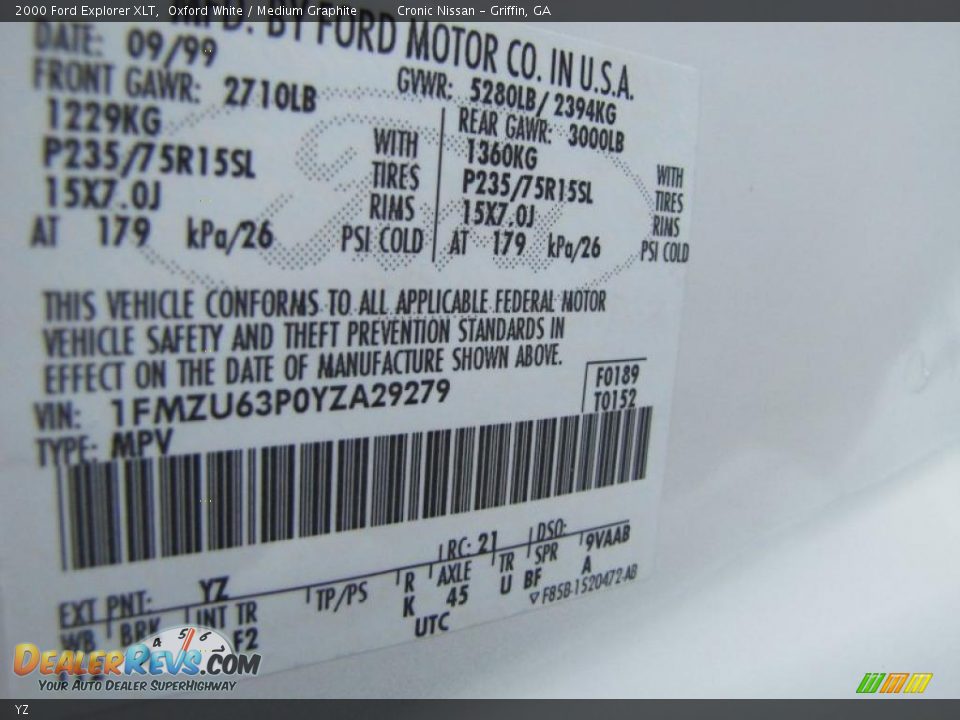 2000 Ford Explorer XLT, Oxford White / Medium Graphite Cronic Nissan - Griffin, GA
MFD. BY FORD MOTOR CO. IN U.S.A.
DATE: 09/99 GVWR: 5280LB/ 2394KG
FRONT GAWR: 2710LB REAR GAWR: 3000LB
1229KG WITH 1360KG WITH
P235/75R15SL TIRES P235/75R15SL TIRES
15X7.0J RIMS 15X7.0J RIMS
AT 179 kPa/26 PSI COLD AT 179 kPa/26 PSI COLD
THIS VEHICLE CONFORMS TO ALL APPLICABLE FEDERAL MOTOR
VEHICLE SAFETY AND THEFT PREVENTION STANDARDS IN
EFFECT ON THE DATE OF MANUFACTURE SHOWN ABOVE.
VIN: 1FMZU63P0YZA29279 F0189
TYPE: MPV T0152
EXT PNT: YZ RC: 21 DSO:
WB BRK INT TR TP/PS R AXLE TR SPR 9VAAB
F2 K 45 U BF A
UTC ▽F85B-1520472-AB
4 5 6
DEALERREVS.COM
YOUR AUTO DEALER SUPERHIGHWAY
YZ